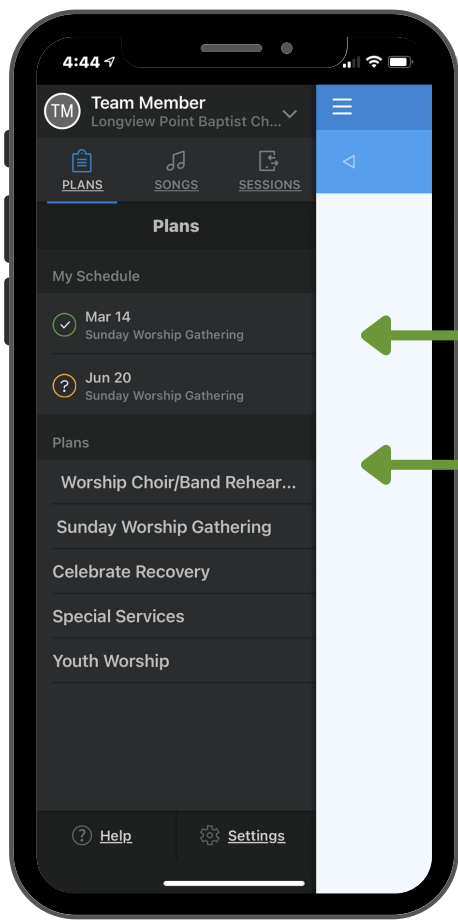 4:44
TM
Team Member
Longview Point Baptist Ch...
PLANS
SONGS
SESSIONS
Plans
My Schedule
Mar 14
Sunday Worship Gathering
?
Jun 20
Sunday Worship Gathering
Plans
Worship Choir/Band Rehear...
Sunday Worship Gathering
Celebrate Recovery
Special Services
Youth Worship
? Help
Settings